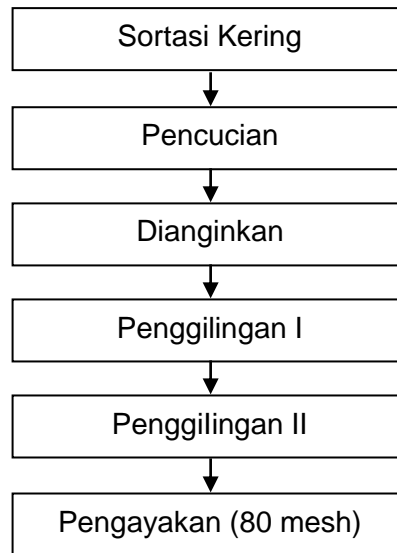 Sortasi Kering
Pencucian
Dianginkan
Penggilingan I
Penggilingan II
Pengayakan (80 mesh)